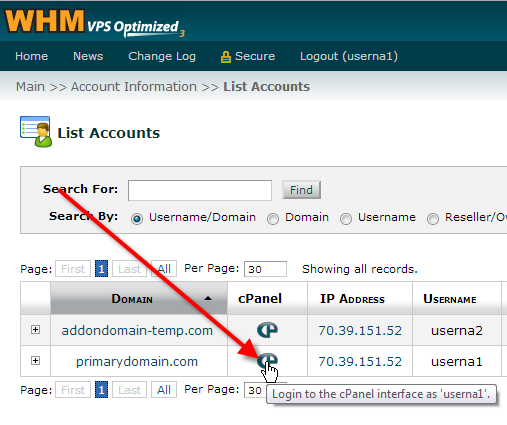 WHM VPS Optimized 3
Home News Change Log Secure Logout (userna1)
Main >> Account Information >> List Accounts
List Accounts
Search For: Find
Search By: Username/Domain Domain Username Reseller/Ow
Page: First 1 Last All Per Page: 30 Showing all records.
Domain cPanel IP Address Username
addondomain-temp.com cP 70.39.151.52 userna2
primarydomain.com cP 70.39.151.52 userna1
Page: First 1 Last All Per Page: 30
Login to the cPanel interface as 'userna1'.